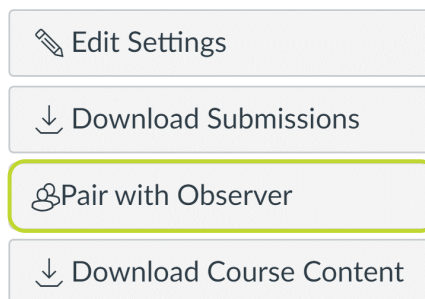 Edit Settings
Download Submissions
Pair with Observer
Download Course Content